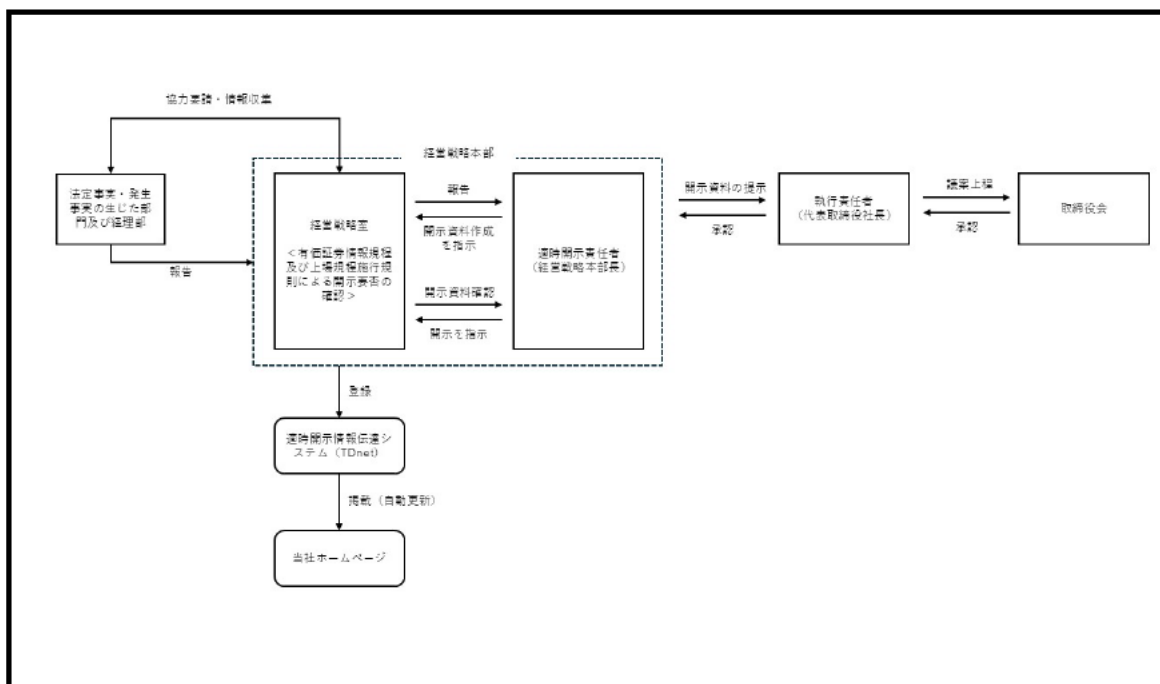 協力要請・情報収集
経営戦略本部
法定事実・発生
事実の生じた部
門及び経理部
報告
経営戦略室
<有価証券情報規程
及び上場規程施行規
則による開示要否の
確認>
報告
開示資料作成
を指示
開示資料確認
開示を指示
適時開示責任者
(経営戦略本部長)
開示資料の提示
承認
執行責任者
(代表取締役社長)
議案上程
承認
取締役会
登録
適時開示情報伝達シ
ステム(TDnet)
掲載(自動更新)
当社ホームページ